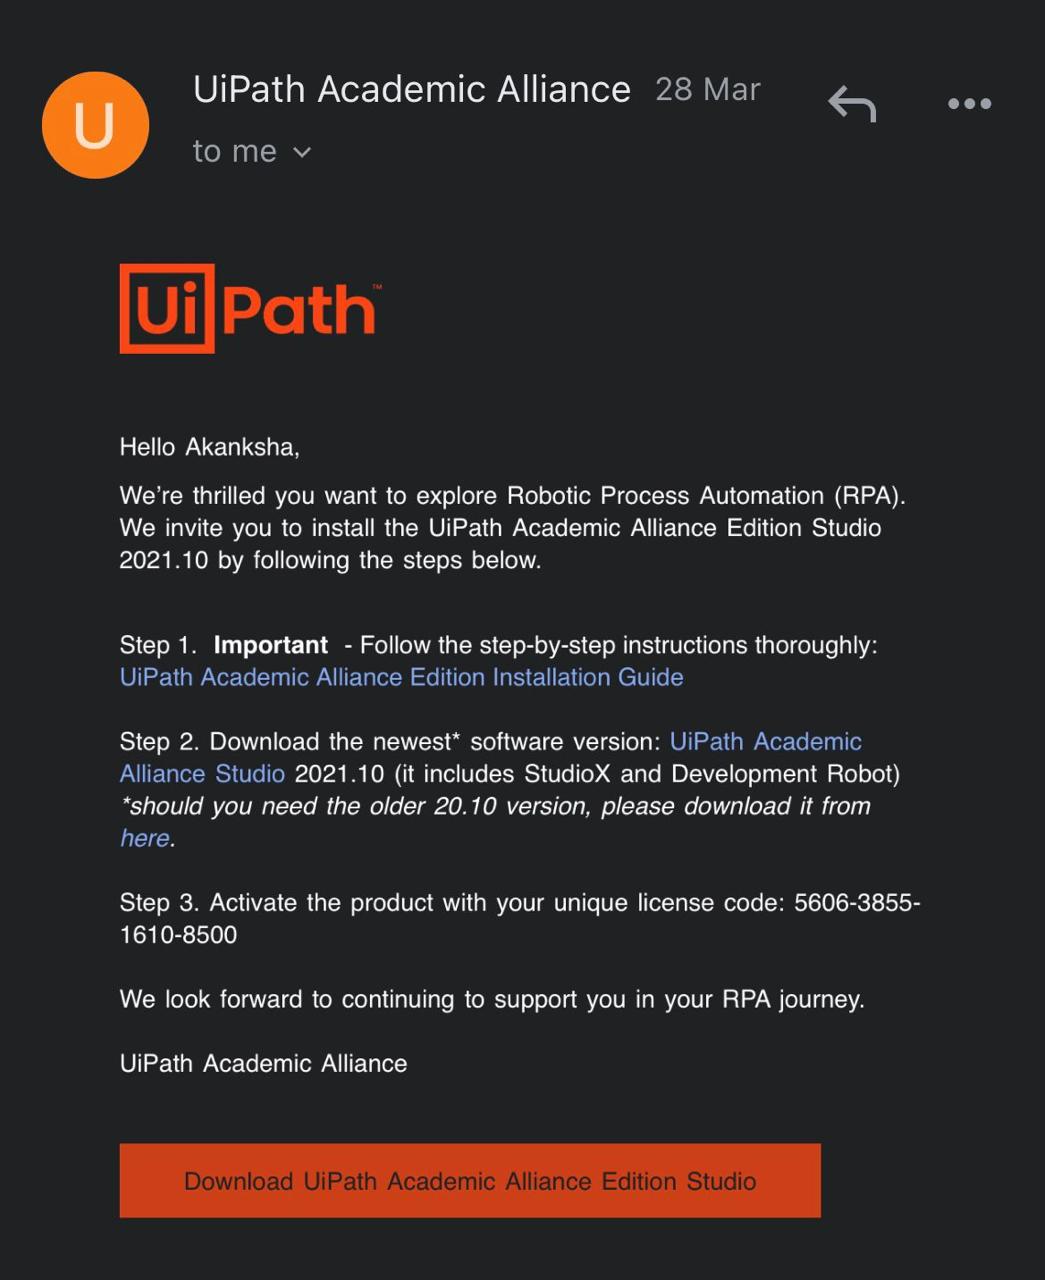 U
UiPath Academic Alliance 28 Mar
to me
UiPath™
Hello Akanksha,
We're thrilled you want to explore Robotic Process Automation (RPA).
We invite you to install the UiPath Academic Alliance Edition Studio
2021.10 by following the steps below.
Step 1. Important - Follow the step-by-step instructions thoroughly:
UiPath Academic Alliance Edition Installation Guide
Step 2. Download the newest* software version: UiPath Academic
Alliance Studio 2021.10 (it includes StudioX and Development Robot)
*should you need the older 20.10 version, please download it from
here.
Step 3. Activate the product with your unique license code: 5606-3855-
1610-8500
We look forward to continuing to support you in your RPA journey.
UiPath Academic Alliance
Download UiPath Academic Alliance Edition Studio